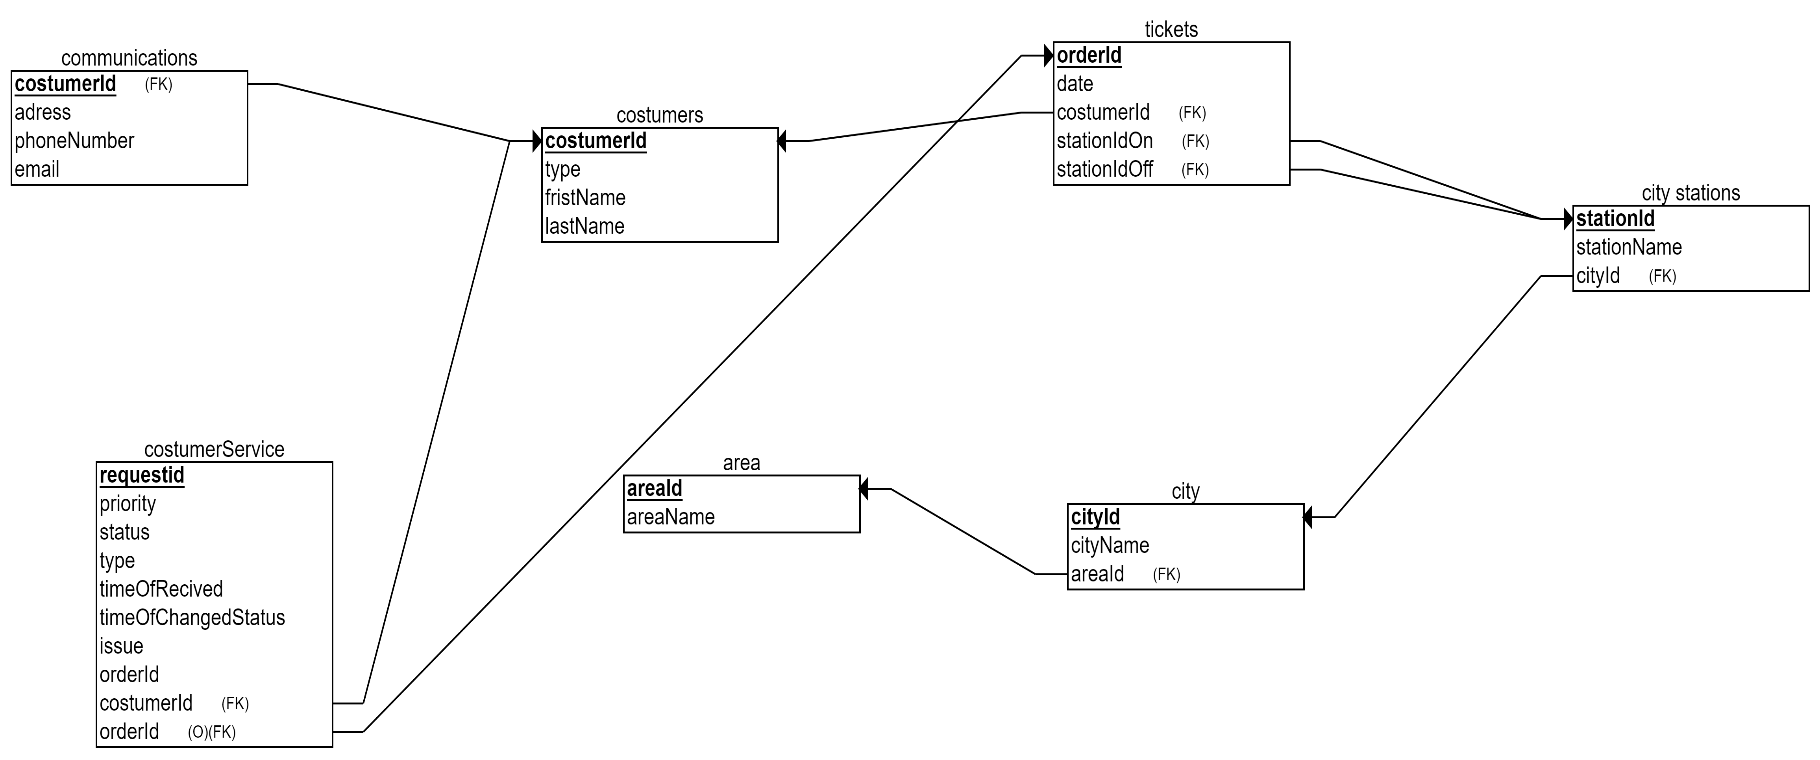 communications
costumerId (FK)
adress
phoneNumber
email
costumers
costumerId
type
fristName
lastName
tickets
orderId
date
costumerId (FK)
stationIdOn (FK)
stationIdOff (FK)
city stations
stationId
stationName
cityId (FK)
costumerService
requestid
priority
status
type
timeOfRecived
timeOfChangedStatus
issue
orderId
costumerId (FK)
orderId (O)(FK)
area
areaId
areaName
city
cityId
cityName
areaId (FK)